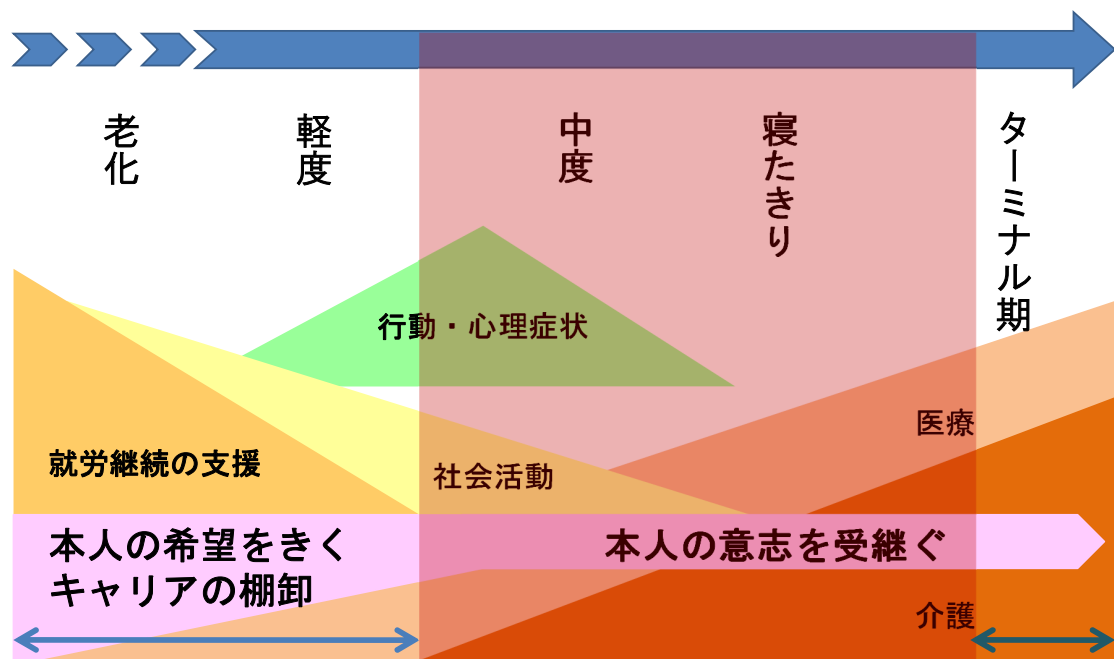 老化
軽度
中度
寝たきり
ターミナル期
行動・心理症状
医療
就労継続の支援
社会活動
本人の希望をきく
キャリアの棚卸
本人の意志を受継ぐ
介護